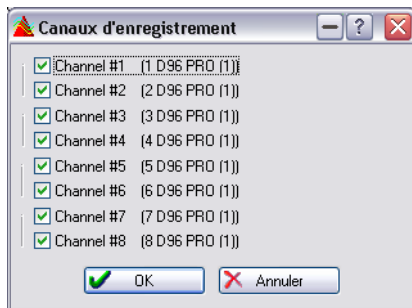 Canaux d'enregistrement
Channel #1 (1 D96 PRO (1))
Channel #2 (2 D96 PRO (1))
Channel #3 (3 D96 PRO (1))
Channel #4 (4 D96 PRO (1))
Channel #5 (5 D96 PRO (1))
Channel #6 (6 D96 PRO (1))
Channel #7 (7 D96 PRO (1))
Channel #8 (8 D96 PRO (1))
OK Annuler